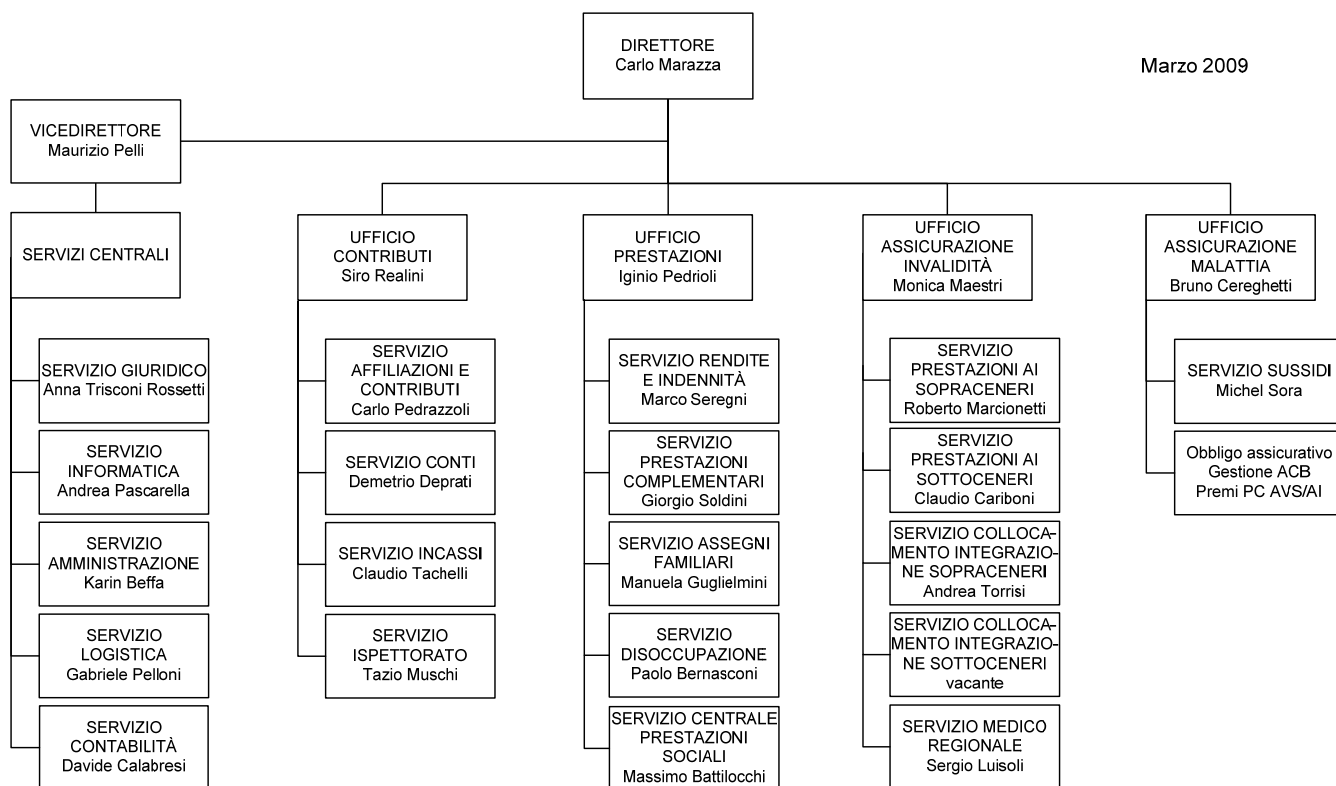 DIRETTORE
Carlo Marazza
Marzo 2009
VICEDIRETTORE
Maurizio Pelli
SERVIZI CENTRALI
UFFICIO
CONTRIBUTI
Siro Realini
UFFICIO
PRESTAZIONI
Iginio Pedrioli
UFFICIO
ASSICURAZIONE
INVALIDITÀ
Monica Maestri
UFFICIO
ASSICURAZIONE
MALATTIA
Bruno Cereghetti
SERVIZIO GIURIDICO
Anna Trisconi Rossetti
SERVIZIO
INFORMATICA
Andrea Pascarella
SERVIZIO
AMMINISTRAZIONE
Karin Beffa
SERVIZIO
LOGISTICA
Gabriele Pelloni
SERVIZIO
CONTABILITÀ
Davide Calabresi
SERVIZIO
AFFILIAZIONI E
CONTRIBUTI
Carlo Pedrazzoli
SERVIZIO CONTI
Demetrio Deprati
SERVIZIO INCASSI
Claudio Tachelli
SERVIZIO
ISPETTORATO
Tazio Muschi
SERVIZIO RENDITE
E INDENNITÀ
Marco Seregni
SERVIZIO
PRESTAZIONI
COMPLEMENTARI
Giorgio Soldini
SERVIZIO ASSEGNI
FAMILIARI
Manuela Guglielmini
SERVIZIO
DISOCCUPAZIONE
Paolo Bernasconi
SERVIZIO CENTRALE
PRESTAZIONI
SOCIALI
Massimo Battilocchi
SERVIZIO
PRESTAZIONI AI
SOPRACENERI
Roberto Marcionetti
SERVIZIO
PRESTAZIONI AI
SOTTOCENERI
Claudio Cariboni
SERVIZIO COLLOCA-
MENTO INTEGRAZIO-
NE SOPRACENERI
Andrea Torrisi
SERVIZIO COLLOCA-
MENTO INTEGRAZIO-
NE SOTTOCENERI
vacante
SERVIZIO MEDICO
REGIONALE
Sergio Luisoli
SERVIZIO SUSSIDI
Michel Sora
Obbligo assicurativo
Gestione ACB
Premi PC AVS/AI